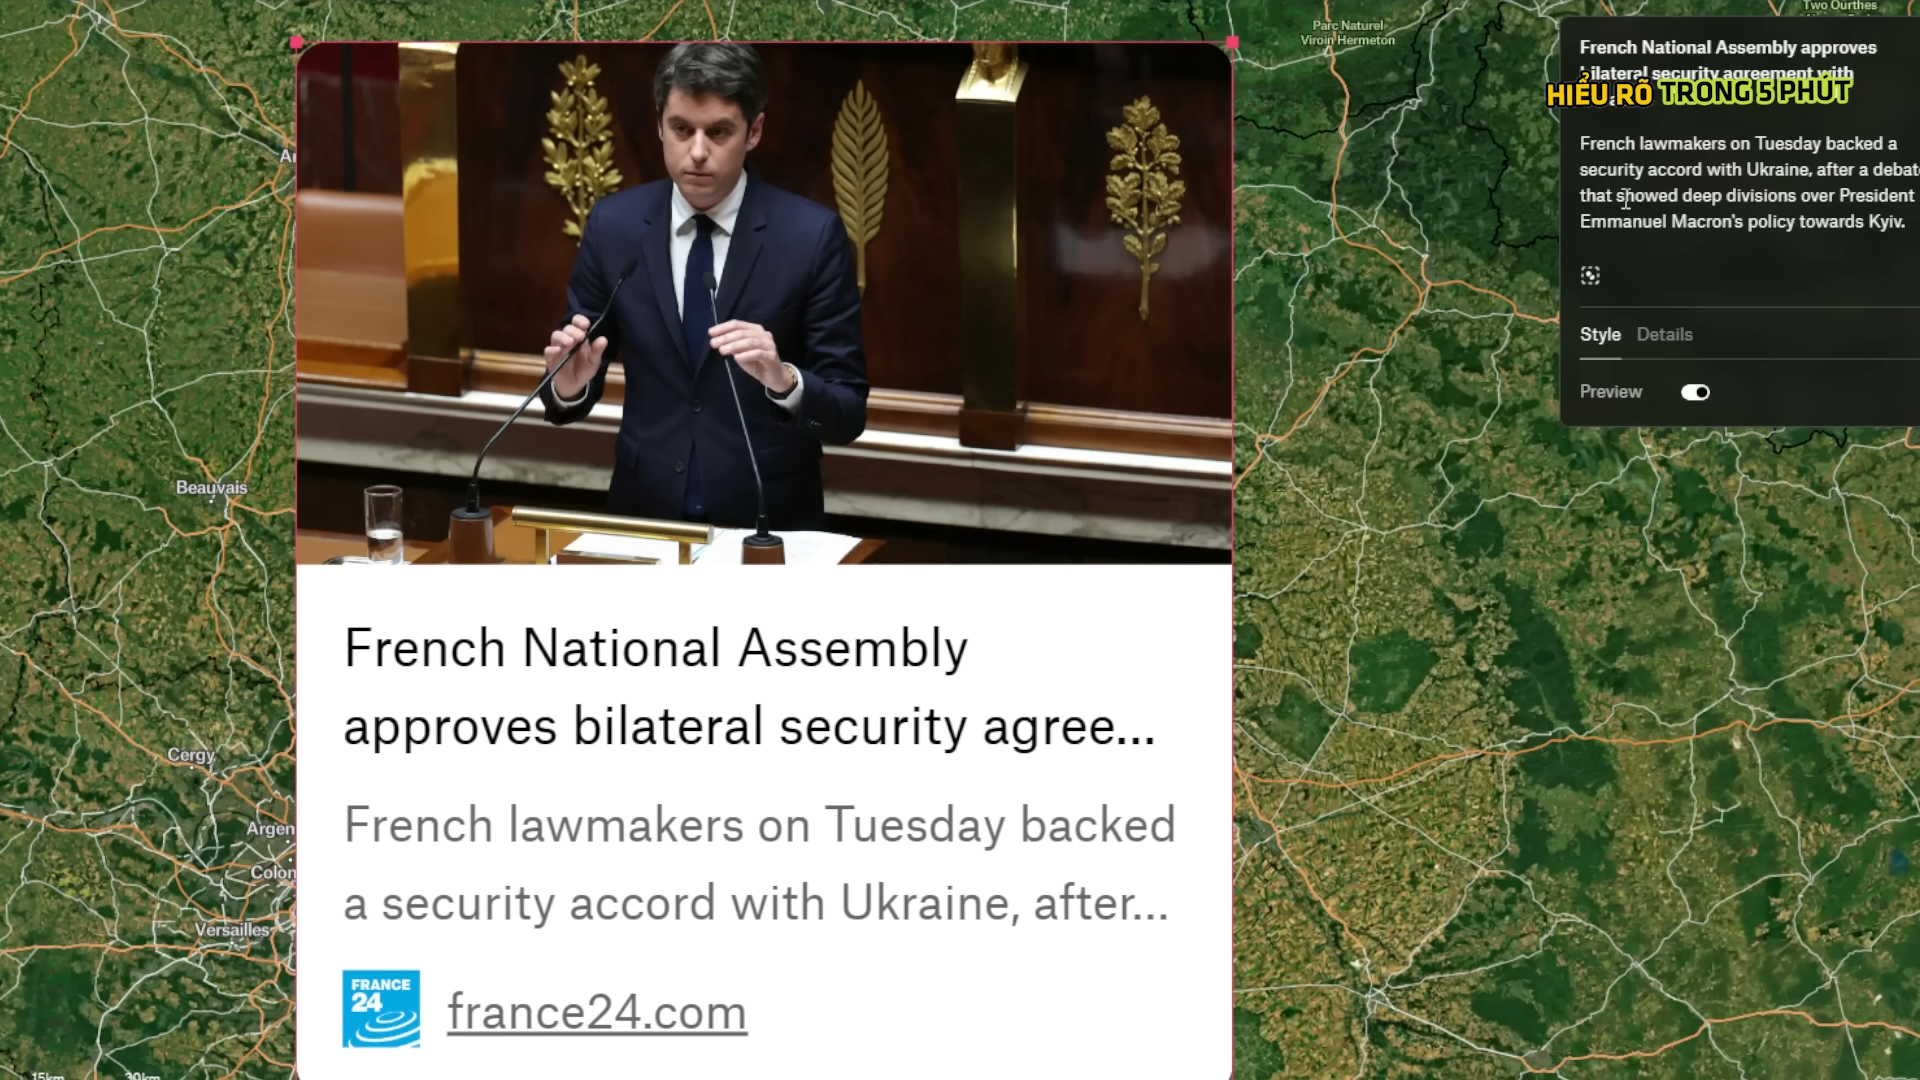 Two Ourthes
Parc Naturel
Viroin Hermeton
French National Assembly approves
bilateral security agreement with
HIỂU RÕ TRONG 5 PHÚT
French lawmakers on Tuesday backed a
security accord with Ukraine, after a debate
that showed deep divisions over President
Emmanuel Macron's policy towards Kyiv.
Style Details
Preview
Beauvais
Cergy
Argen
Colon
Versailles
French National Assembly
approves bilateral security agree...
French lawmakers on Tuesday backed
a security accord with Ukraine, after...
FRANCE
24
france24.com
15km 30km